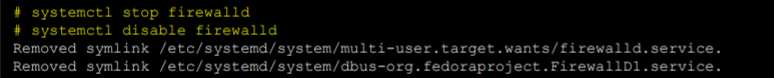 # systemctl stop firewalld
# systemctl disable firewalld
Removed symlink /etc/systemd/system/multi-user.target.wants/firewalld.service.
Removed symlink /etc/systemd/system/dbus-org.fedoraproject.FirewallD1.service.